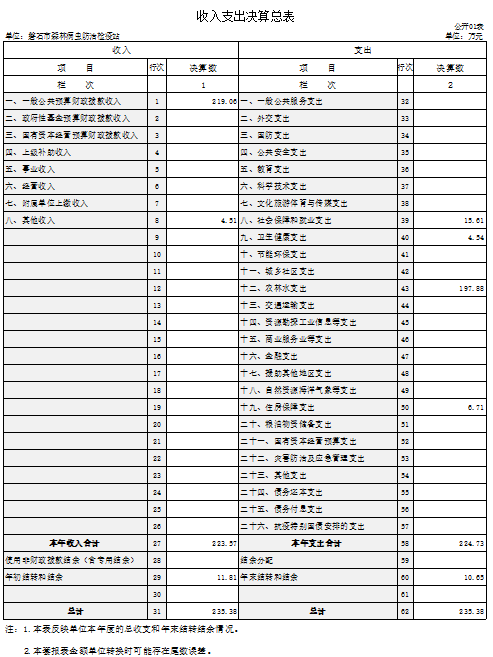 收入支出决算总表
公开01表
单位：磐石市森林病虫防治检疫站 单位：万元
收入 支出
项 目 行次 决算数 项 目 行次 决算数
栏 次 1 栏 次 2
一、一般公共预算财政拨款收入 1 219.06 一、一般公共服务支出 32
二、政府性基金预算财政拨款收入 2 二、外交支出 33
三、国有资本经营预算财政拨款收入 3 三、国防支出 34
四、上级补助收入 4 四、公共安全支出 35
五、事业收入 5 五、教育支出 36
六、经营收入 6 六、科学技术支出 37
七、附属单位上缴收入 7 七、文化旅游体育与传媒支出 38
八、其他收入 8 4.51 八、社会保障和就业支出 39 15.61
9 九、卫生健康支出 40 4.54
10 十、节能环保支出 41
11 十一、城乡社区支出 42
12 十二、农林水支出 43 197.88
13 十三、交通运输支出 44
14 十四、资源勘探工业信息等支出 45
15 十五、商业服务业等支出 46
16 十六、金融支出 47
17 十七、援助其他地区支出 48
18 十八、自然资源海洋气象等支出 49
19 十九、住房保障支出 50 6.71
20 二十、粮油物资储备支出 51
21 二十一、国有资本经营预算支出 52
22 二十二、灾害防治及应急管理支出 53
23 二十三、其他支出 54
24 二十四、债务还本支出 55
25 二十五、债务付息支出 56
26 二十六、抗疫特别国债安排的支出 57
本年收入合计 27 223.57 本年支出合计 58 224.73
使用非财政拨款结余（含专用结余） 28 结余分配 59
年初结转和结余 29 11.81 年末结转和结余 60 10.65
30 61
总计 31 235.38 总计 62 235.38
注：1.本表反映单位本年度的总收支和年末结转结余情况。
2.本套报表金额单位转换时可能存在尾数误差。